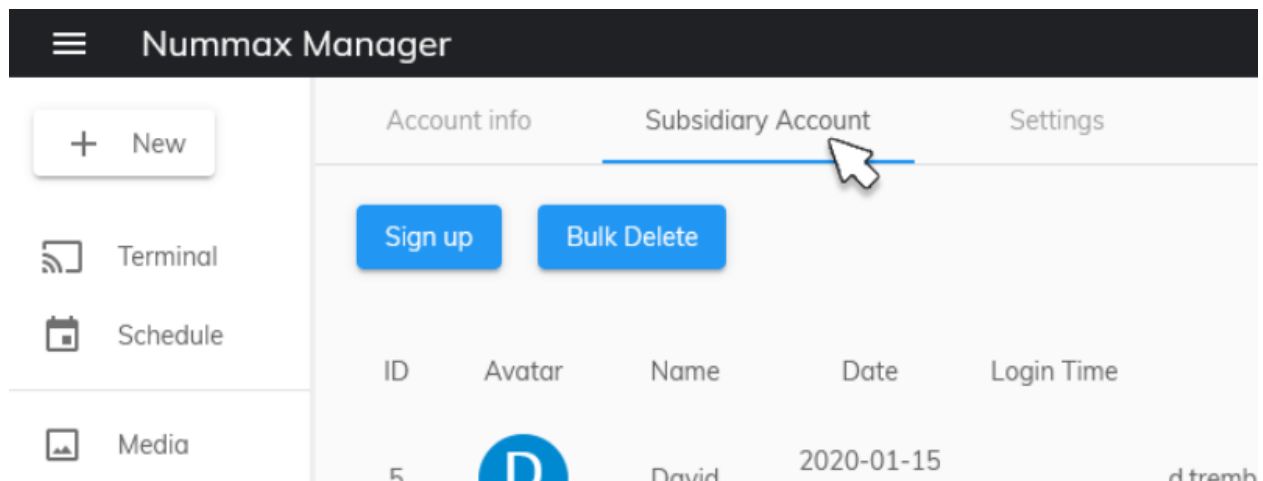 Nummax Manager
New
Account info Subsidiary Account Settings
Sign up Bulk Delete
Terminal
Schedule
ID Avatar Name Date Login Time
Media
5 D David 2020-01-15 d.tremb